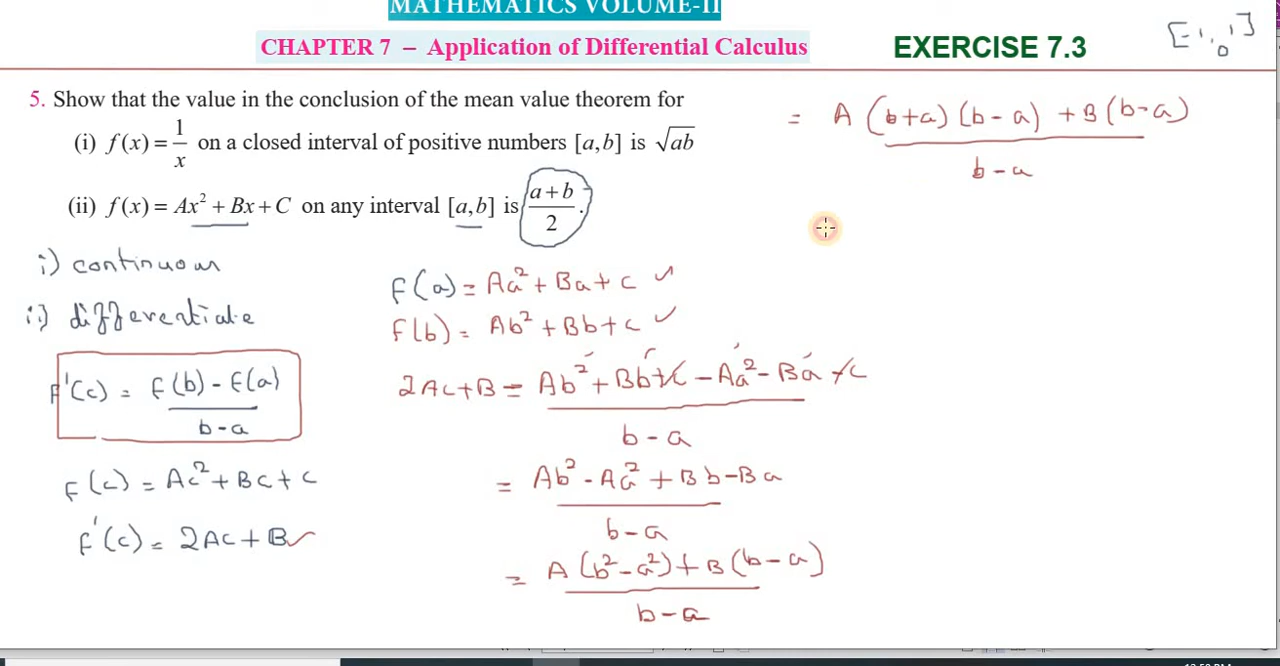 MATHEMATICS VOLUME-II
CHAPTER 7 – Application of Differential Calculus
EXERCISE 7.3
[-1, 1]
0
5. Show that the value in the conclusion of the mean value theorem for
(i) f(x) = 1/x on a closed interval of positive numbers [a,b] is √ab
(ii) f(x) = Ax² + Bx + C on any interval [a,b] is (a+b)/2.
i) continuous
ii) differentiable
F'(c) = (F(b) - F(a))/(b-a)
F(c) = Ac² + Bc + c
F'(c) = 2Ac + B
F(a) = Aa² + Ba + c ✓
F(b) = Ab² + Bb + c ✓
2Ac + B = (Ab² + Bb + c - Aa² - Ba - c)/(b-a)
= (Ab² - Aa² + Bb - Ba)/(b-a)
= (A(b² - a²) + B(b-a))/(b-a)
= (A(b+a)(b-a) + B(b-a))/(b-a)